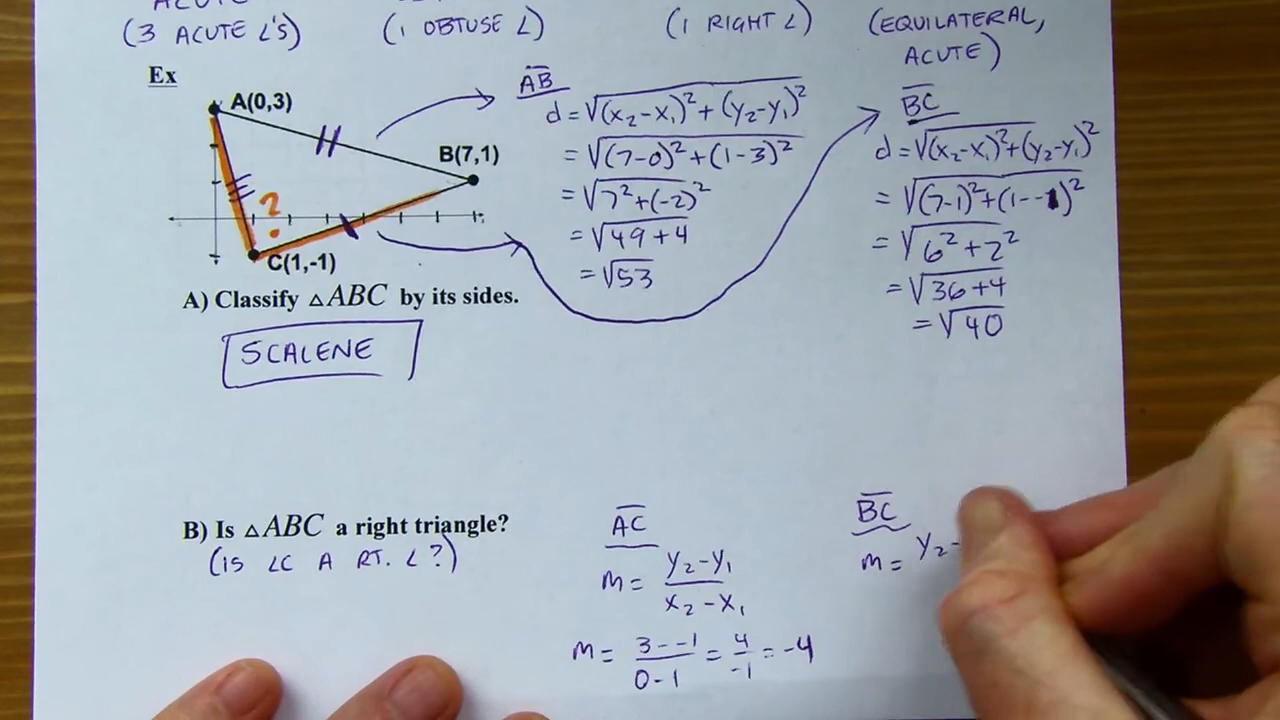 (3 ACUTE ∠'S)
(1 OBTUSE ∠)
(1 RIGHT ∠)
(EQUILATERAL,
ACUTE)
Ex
A(0,3)
B(7,1)
C(1,-1)
?
A) Classify △ABC by its sides.
SCALENE
AB
d = √(x₂-x₁)² + (y₂-y₁)²
= √(7-0)² + (1-3)²
= √7² + (-2)²
= √49+4
= √53
BC
d = √(x₂-x₁)² + (y₂-y₁)²
= √(7-1)² + (1--1)²
= √6² + 2²
= √36+4
= √40
B) Is △ABC a right triangle?
(IS ∠C A RT. ∠?)
AC
m = y₂-y₁ / x₂-x₁
m = 3--1 / 0-1 = 4 / -1 = -4
BC
m = y₂-